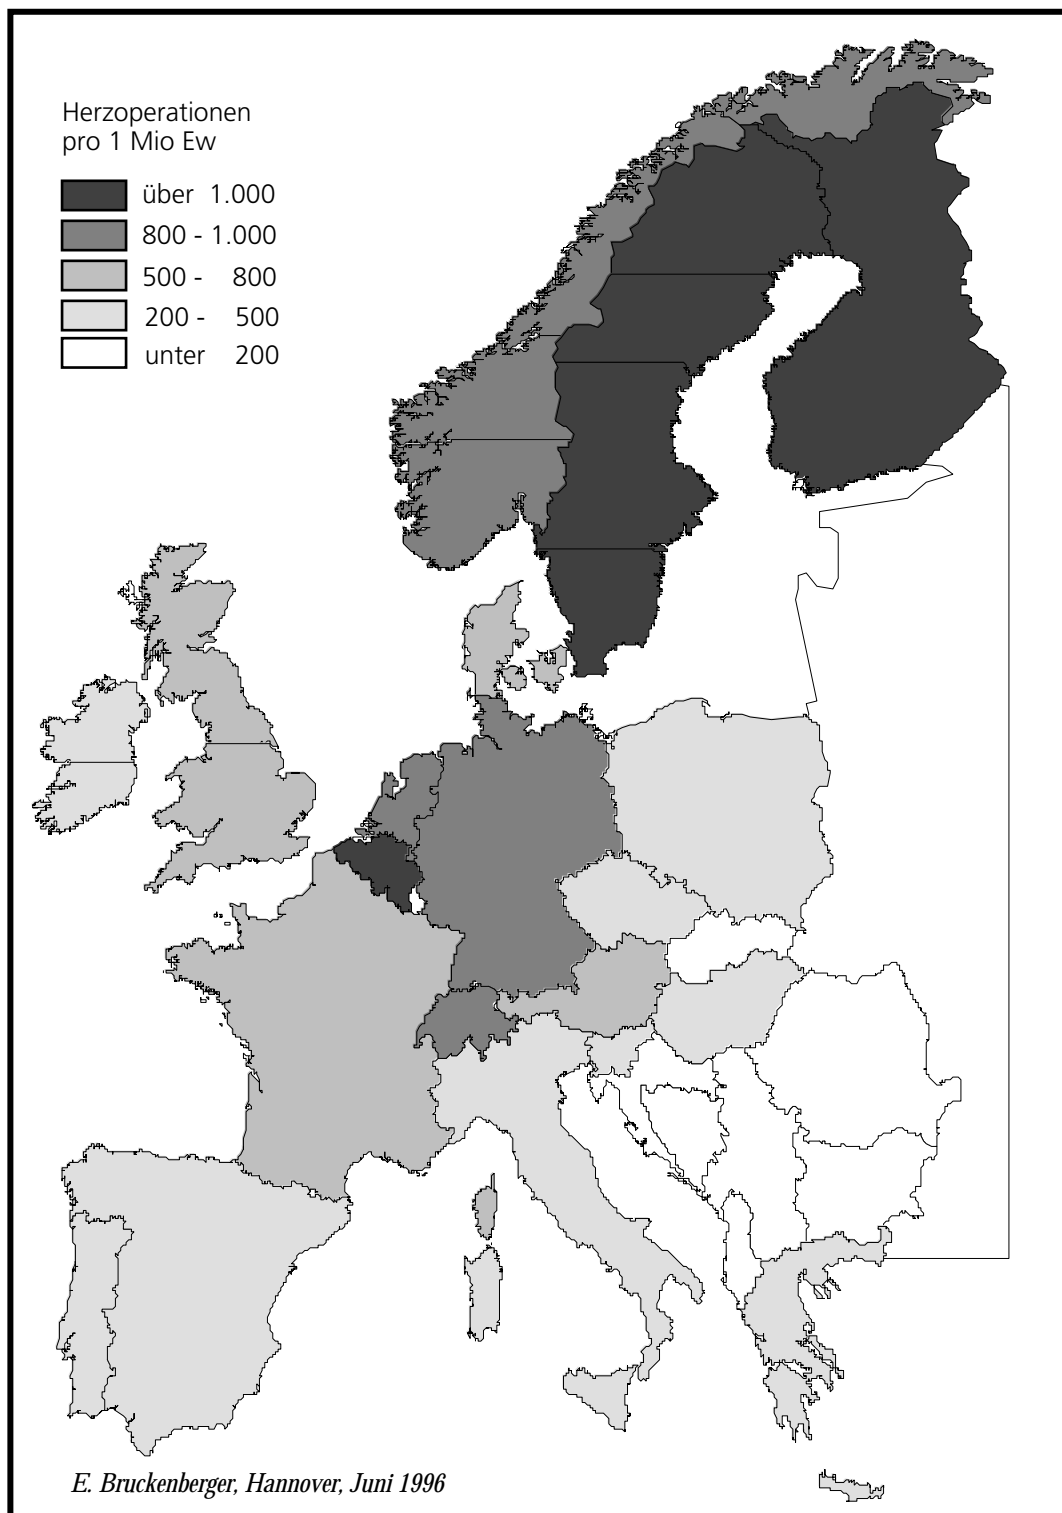 Herzoperationen
pro 1 Mio Ew
über 1.000
800 - 1.000
500 - 800
200 - 500
unter 200
E. Bruckenberger, Hannover, Juni 1996